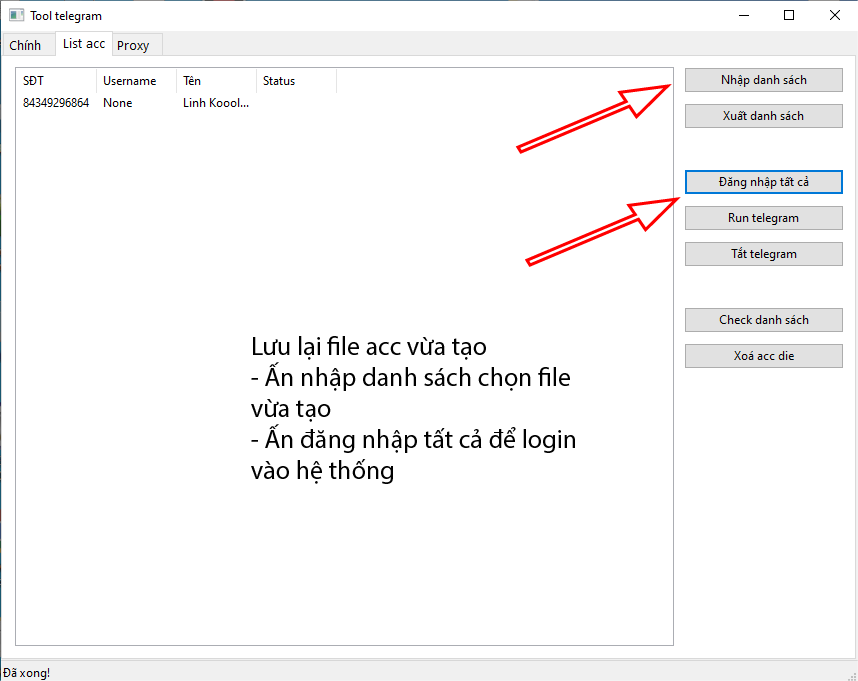 Tool telegram
Chính List acc Proxy
SĐT Username Tên Status
84349296864 None Linh Koool...
Nhập danh sách
Xuất danh sách
Đăng nhập tất cả
Run telegram
Tắt telegram
Check danh sách
Xoá acc die
Lưu lại file acc vừa tạo
- Ấn nhập danh sách chọn file
vừa tạo
- Ấn đăng nhập tất cả để login
vào hệ thống
Đã xong!